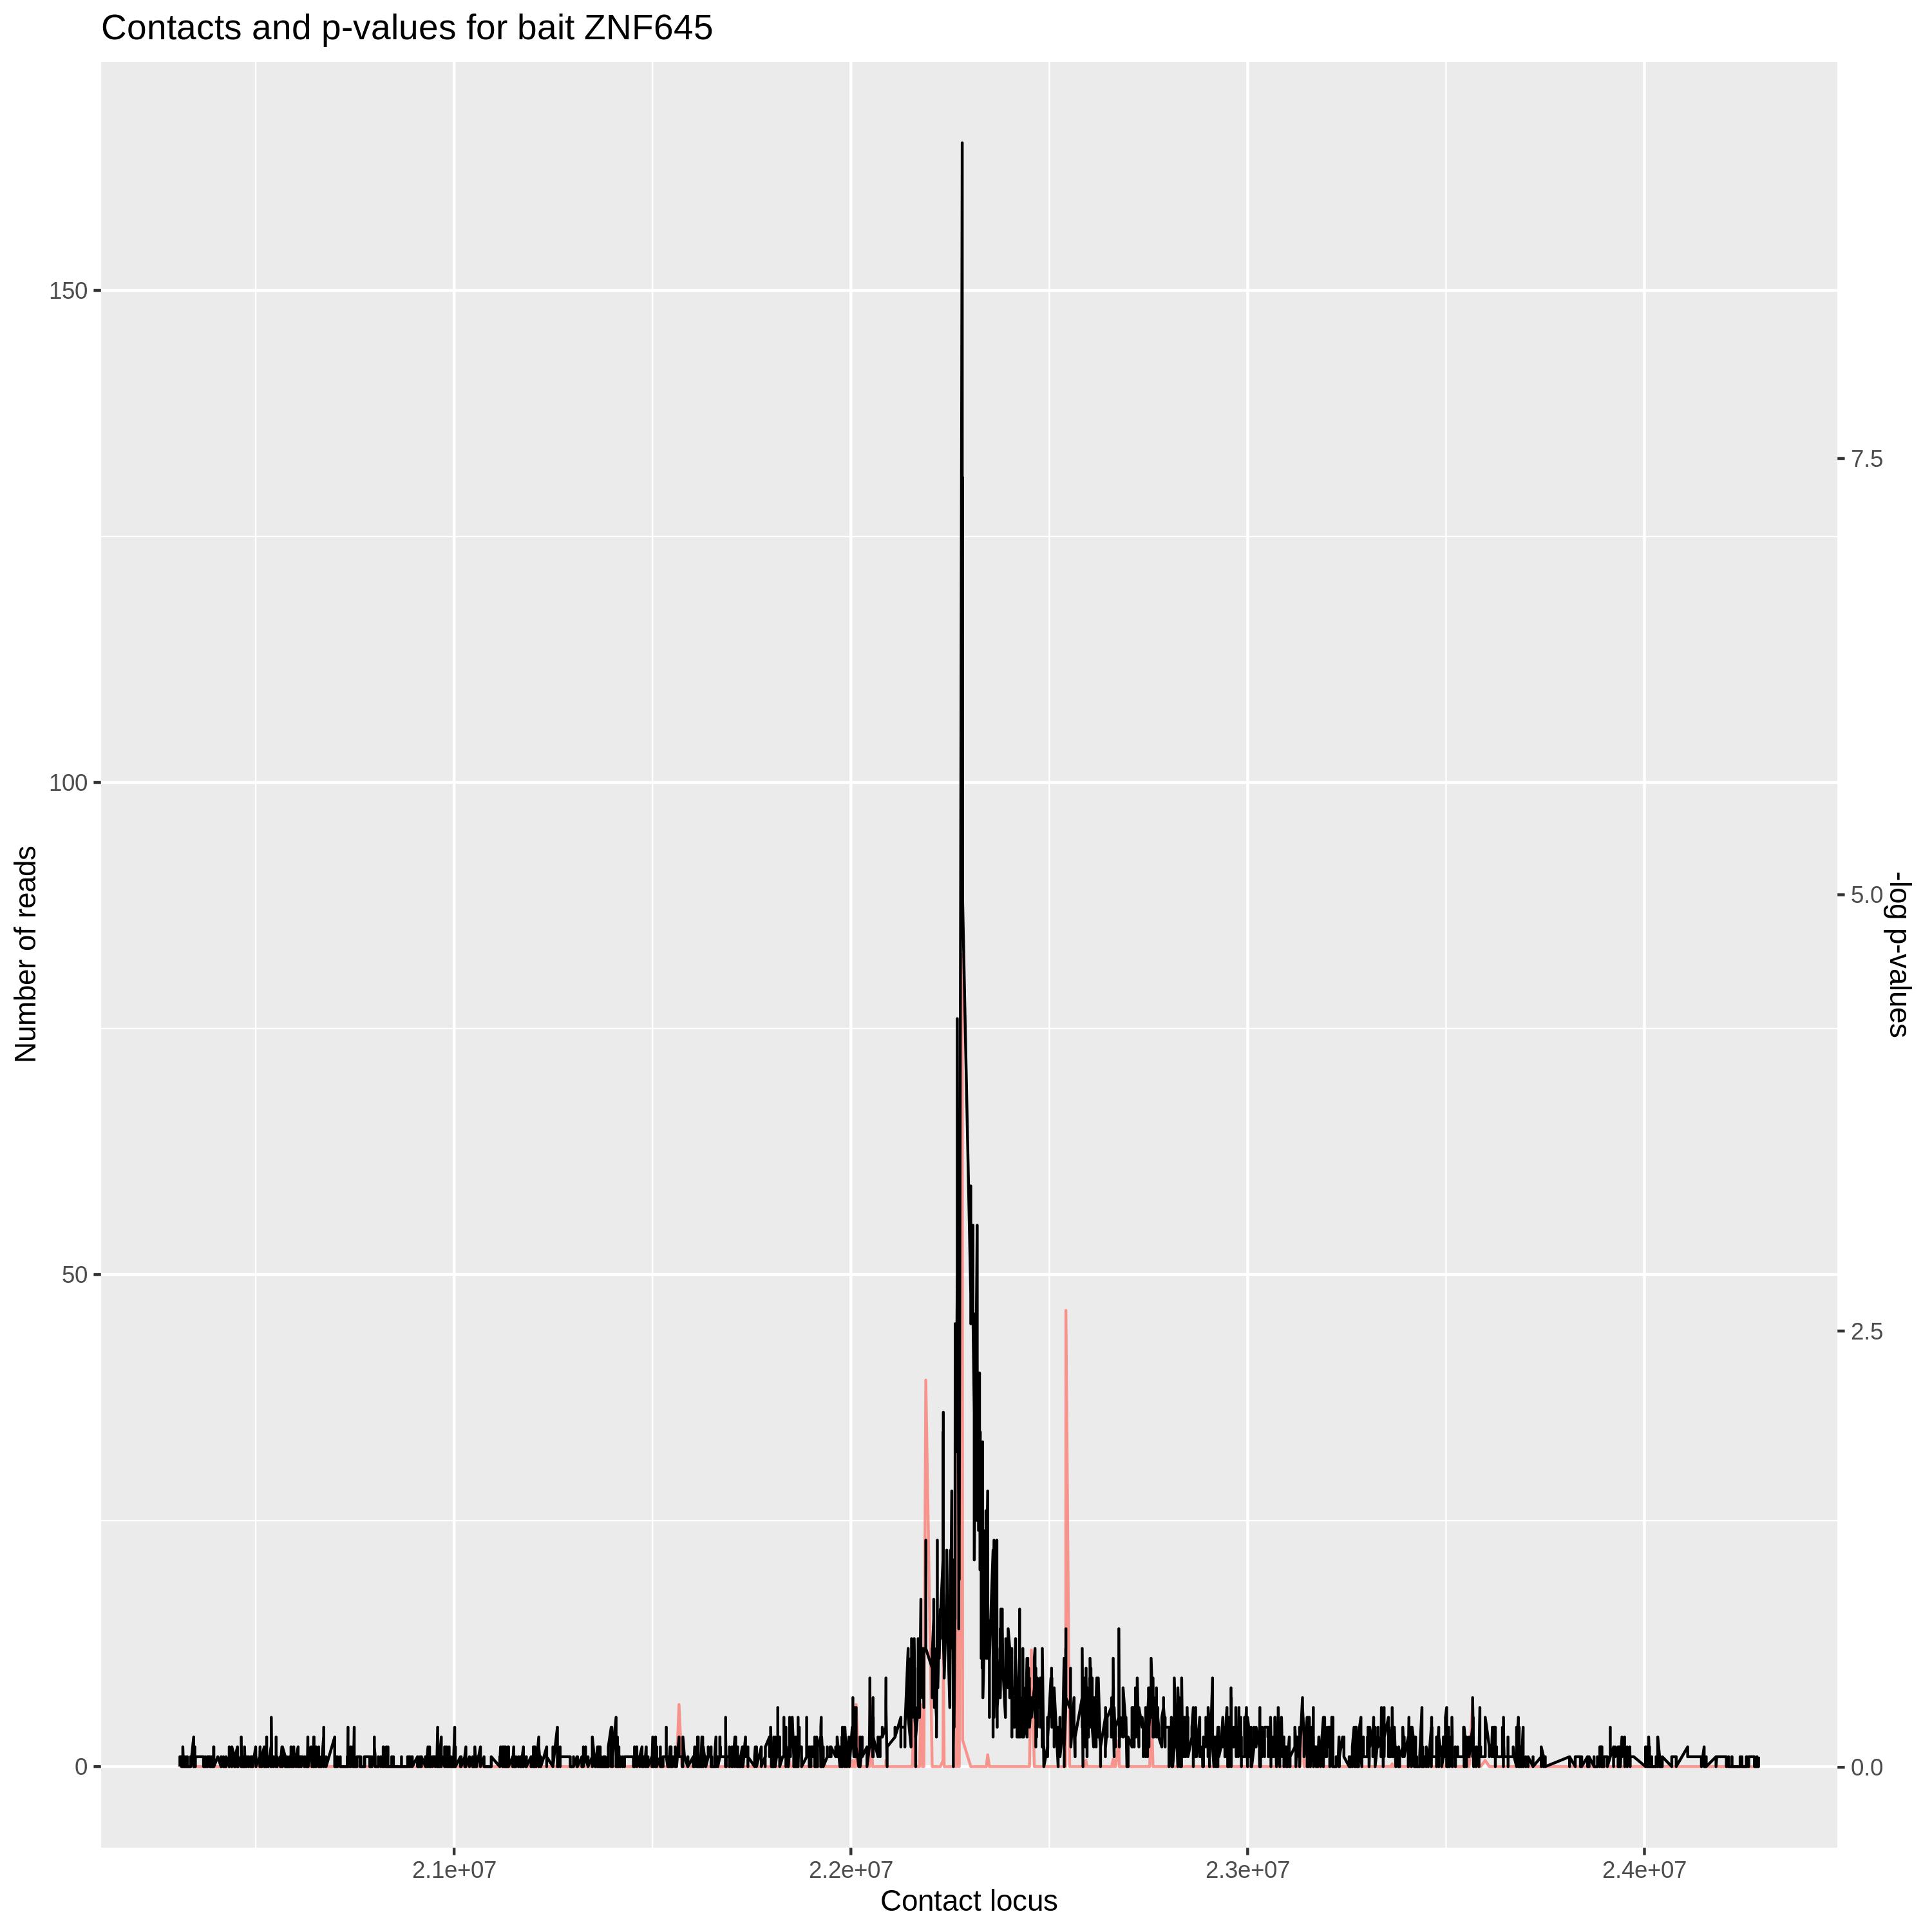 Contacts and p-values for bait ZNF645
150
100
50
0
Number of reads
7.5
5.0
2.5
0.0
-log p-values
2.1e+07
2.2e+07
2.3e+07
2.4e+07
Contact locus